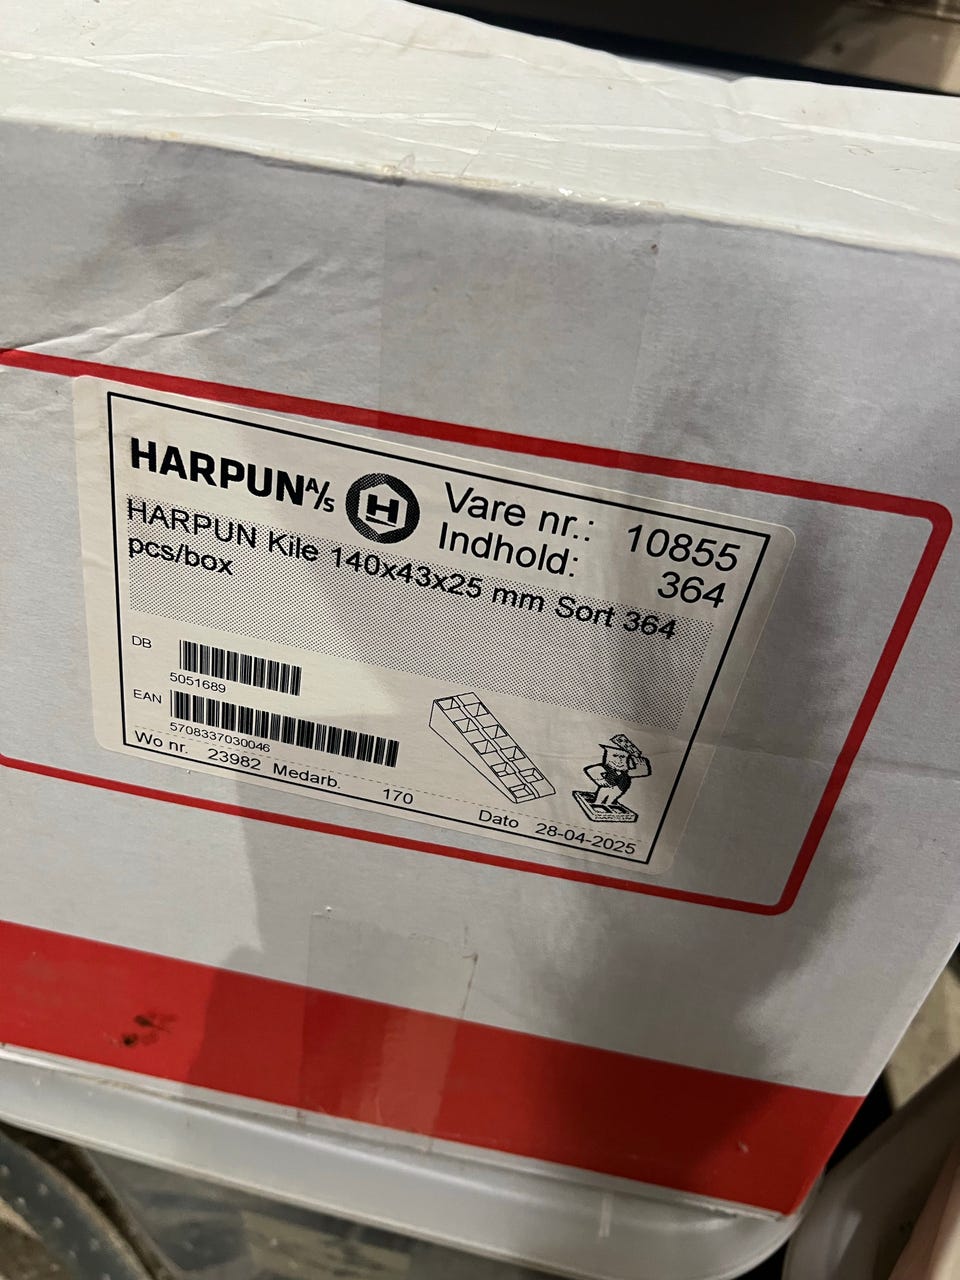 HARPUN A/S H
Vare nr.: 10855
Indhold: 364
HARPUN Kile 140x43x25 mm Sort 364
pcs/box
DB
5051689
EAN
5708337030046
Wo nr. 23982 Medarb. 170
Dato 28-04-2025